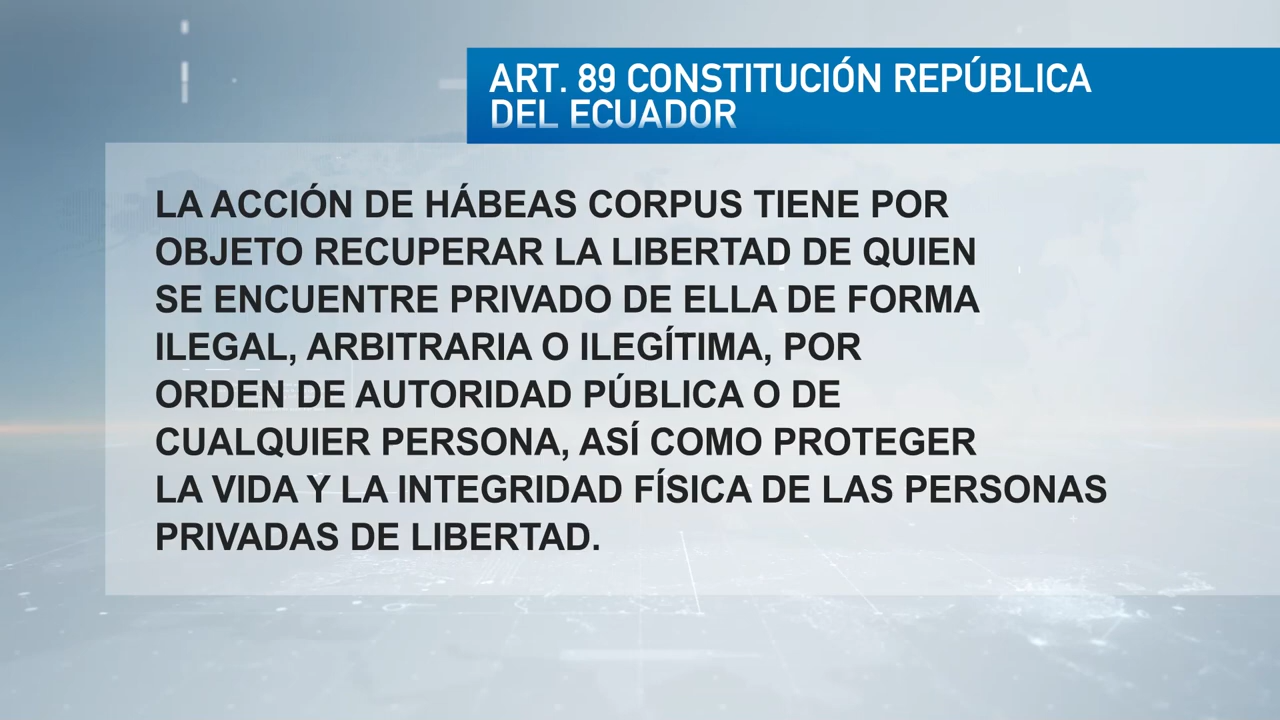 ART. 89 CONSTITUCIÓN REPÚBLICA
DEL ECUADOR
LA ACCIÓN DE HÁBEAS CORPUS TIENE POR
OBJETO RECUPERAR LA LIBERTAD DE QUIEN
SE ENCUENTRE PRIVADO DE ELLA DE FORMA
ILEGAL, ARBITRARIA O ILEGÍTIMA, POR
ORDEN DE AUTORIDAD PÚBLICA O DE
CUALQUIER PERSONA, ASÍ COMO PROTEGER
LA VIDA Y LA INTEGRIDAD FÍSICA DE LAS PERSONAS
PRIVADAS DE LIBERTAD.